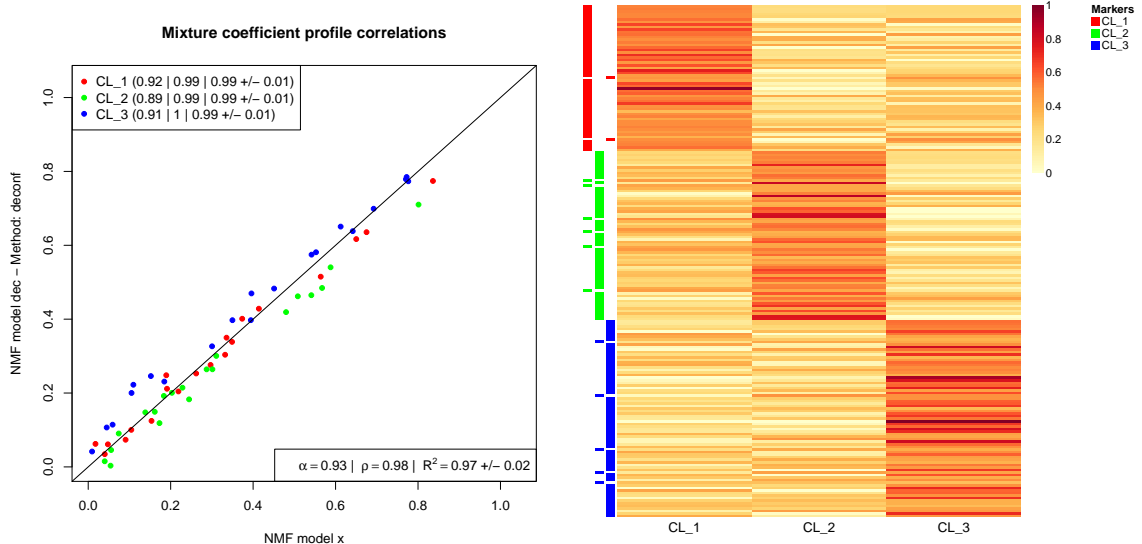 Mixture coefficient profile correlations
CL_1 (0.92 | 0.99 | 0.99 +/− 0.01)
CL_2 (0.89 | 0.99 | 0.99 +/− 0.01)
CL_3 (0.91 | 1 | 0.99 +/− 0.01)
NMF model dec − Method: deconf
1.0
0.8
0.6
0.4
0.2
0.0
α = 0.93 | ρ = 0.98 | R² = 0.97 +/− 0.02
0.0 0.2 0.4 0.6 0.8 1.0
NMF model x
CL_1 CL_2 CL_3
1
0.8
0.6
0.4
0.2
0
Markers
CL_1
CL_2
CL_3